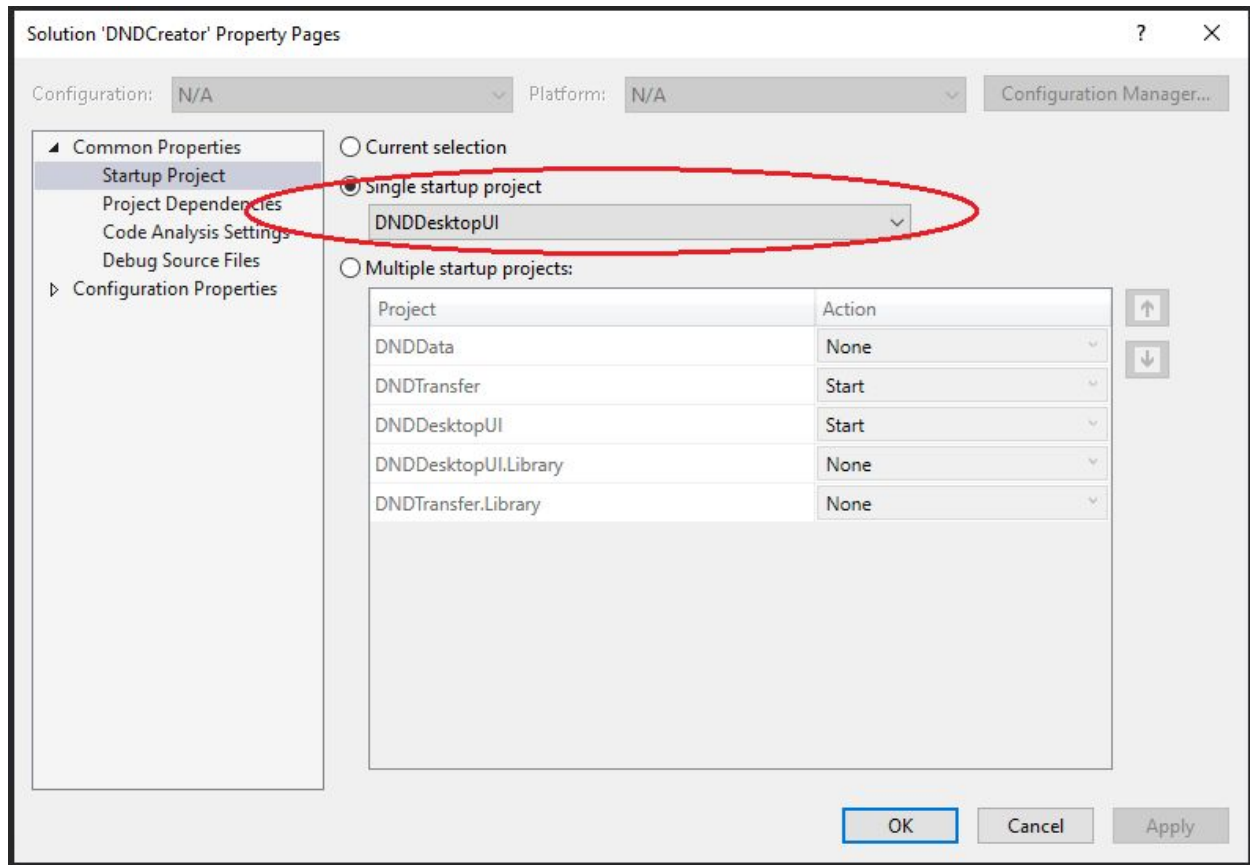 Solution 'DNDCreator' Property Pages
?
Configuration: N/A Platform: N/A Configuration Manager...
Common Properties
Startup Project
Project Dependencies
Code Analysis Settings
Debug Source Files
Configuration Properties
Current selection
Single startup project
DNDDesktopUI
Multiple startup projects:
Project Action
DNDData None
DNDTransfer Start
DNDDesktopUI Start
DNDDesktopUI.Library None
DNDTransfer.Library None
OK Cancel Apply